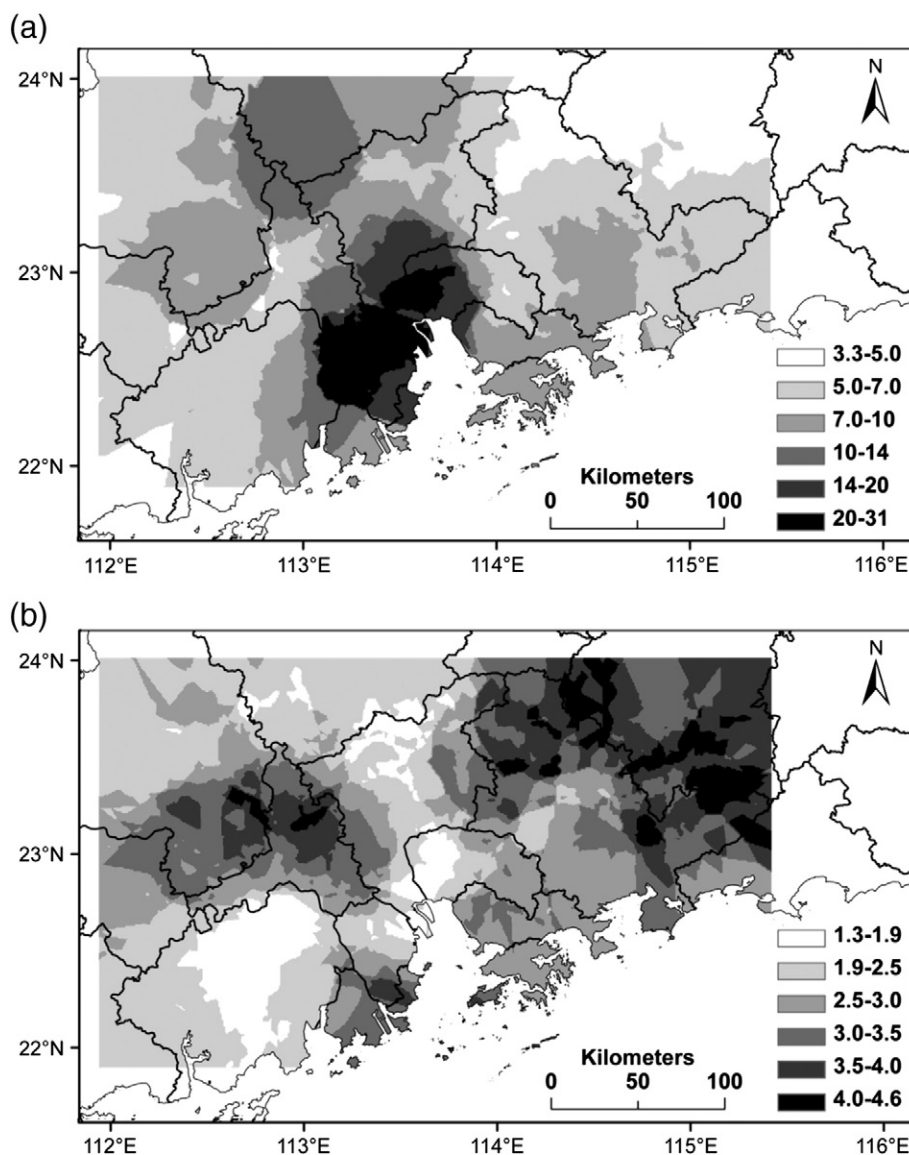 (a)
N
24°N
23°N
22°N
3.3-5.0
5.0-7.0
7.0-10
10-14
14-20
20-31
Kilometers
0 50 100
112°E 113°E 114°E 115°E 116°E
(b)
N
24°N
23°N
22°N
1.3-1.9
1.9-2.5
2.5-3.0
3.0-3.5
3.5-4.0
4.0-4.6
Kilometers
0 50 100
112°E 113°E 114°E 115°E 116°E